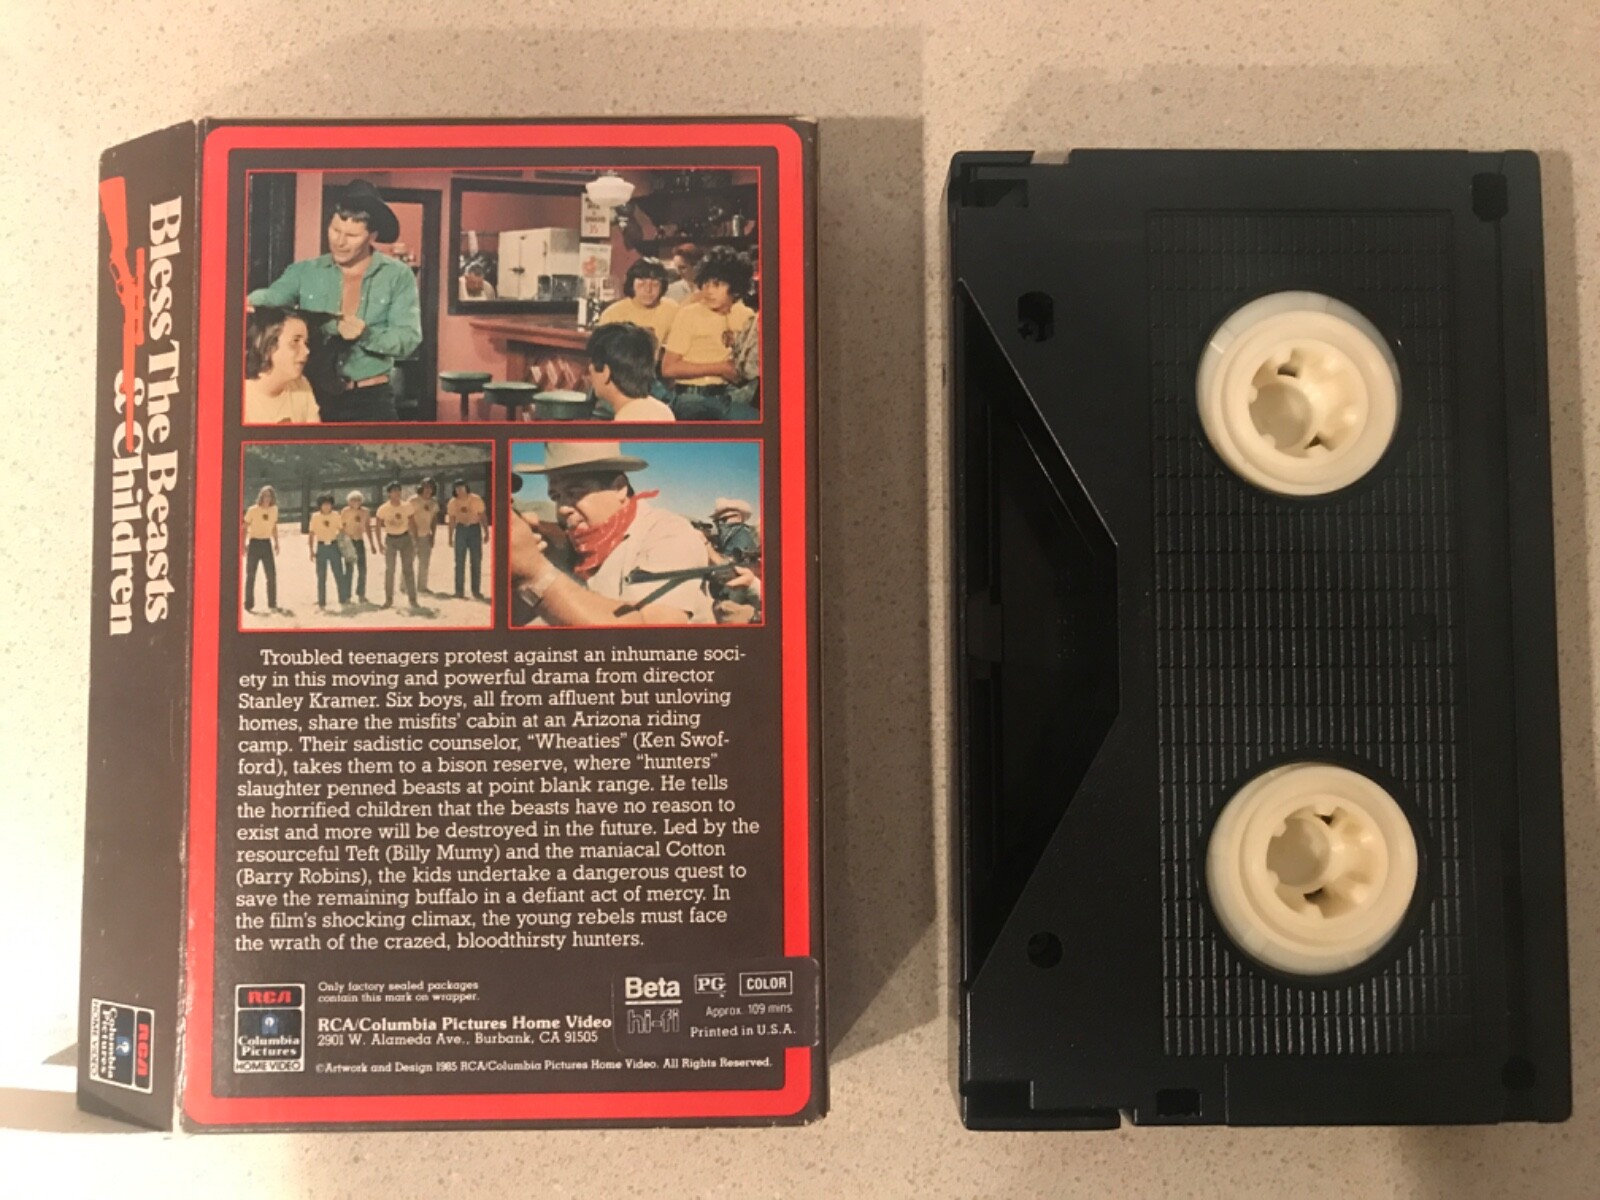 Bless The Beasts
& Children
RCA
Columbia
Pictures
HOME VIDEO
Troubled teenagers protest against an inhumane soci-
ety in this moving and powerful drama from director
Stanley Kramer. Six boys, all from affluent but unloving
homes, share the misfits' cabin at an Arizona riding
camp. Their sadistic counselor, "Wheaties" (Ken Swof-
ford), takes them to a bison reserve, where "hunters"
slaughter penned beasts at point blank range. He tells
the horrified children that the beasts have no reason to
exist and more will be destroyed in the future. Led by the
resourceful Teft (Billy Mumy) and the maniacal Cotton
(Barry Robins), the kids undertake a dangerous quest to
save the remaining buffalo in a defiant act of mercy. In
the film's shocking climax, the young rebels must face
the wrath of the crazed, bloodthirsty hunters.
RCA
Columbia
Pictures
HOME VIDEO
Only factory sealed packages
contain this mark on wrapper.
RCA/Columbia Pictures Home Video
2901 W. Alameda Ave., Burbank, CA 91505
©Artwork and Design 1985 RCA/Columbia Pictures Home Video. All Rights Reserved.
Beta PG COLOR
hi-fi
Approx. 109 mins.
Printed in U.S.A.